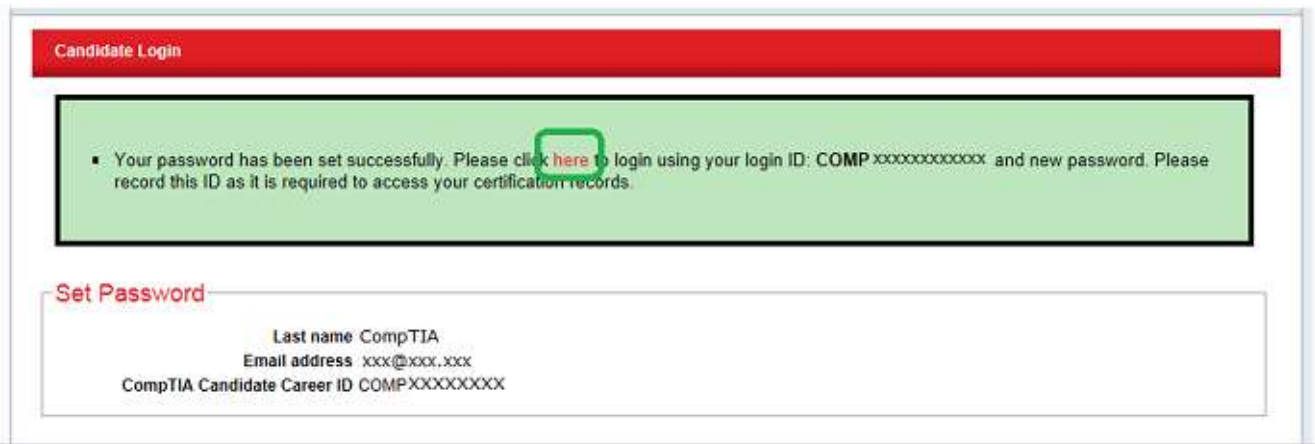 Candidate Login
▪ Your password has been set successfully. Please click here to login using your login ID: COMP xxxxxxxxxxxx and new password. Please
record this ID as it is required to access your certification records.
Set Password
Last name CompTIA
Email address xxx@xxx.xxx
CompTIA Candidate Career ID COMPXXXXXXXX